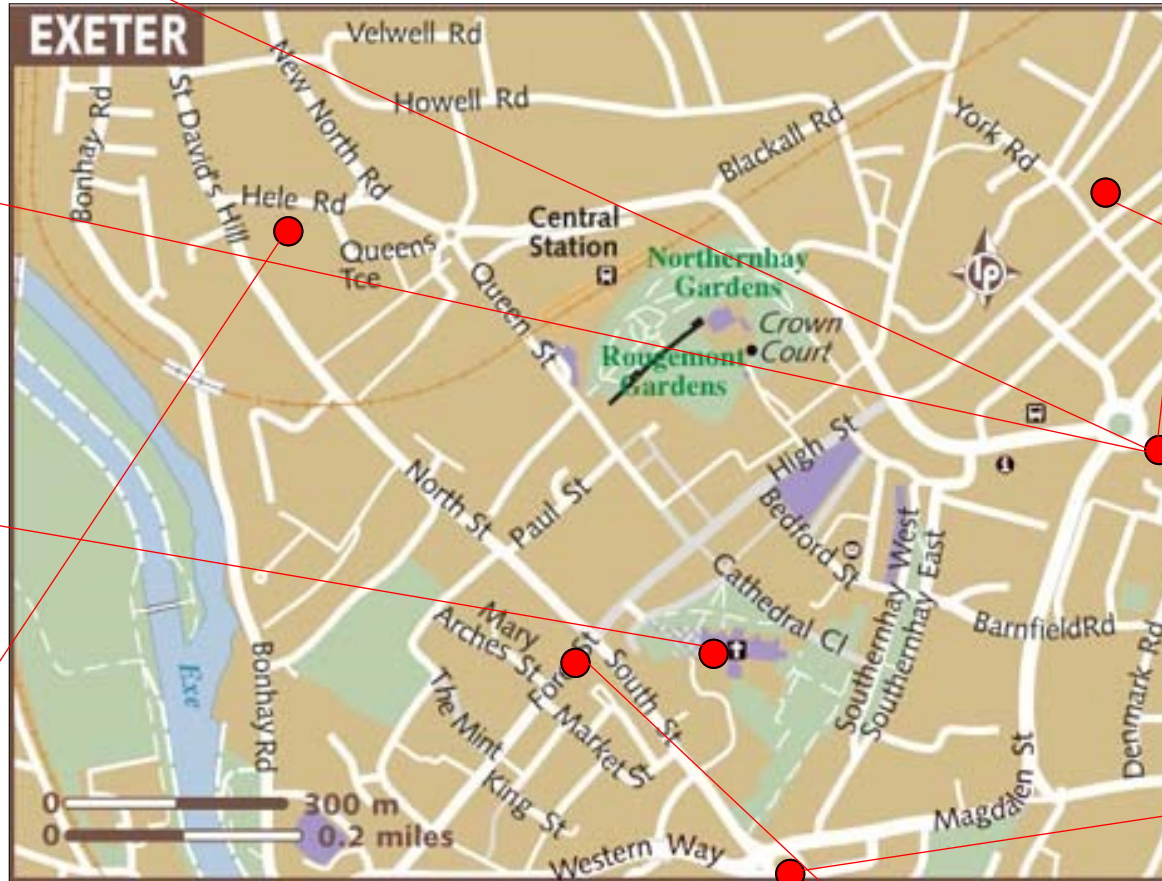 EXETER
Velwell Rd
Howell Rd
New North Rd
St David's Hill
Bonhay Rd
Blackall Rd
York Rd
Hele Rd
Queens
Tce
Central
Station
Northernhay
Gardens
LP
Queen St
Crown
Court
Rougemont
Gardens
High St
North St
Paul St
Bedford St
Cathedral Cl
Southernhay West
Southernhay East
BarnfieldRd
Denmark Rd
Mary
Arches St
South St
Exe
Bonhay Rd
The Mint
Market St
King St
Magdalen St
Western Way
0 300 m
0 0.2 miles